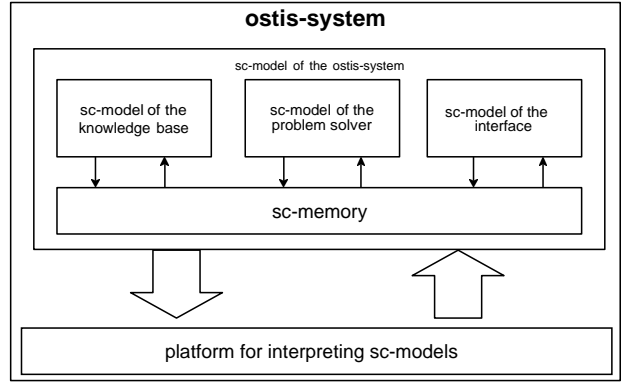 ostis-system
sc-model of the ostis-system
sc-model of the
knowledge base
sc-model of the
problem solver
sc-model of the
interface
sc-memory
platform for interpreting sc-models